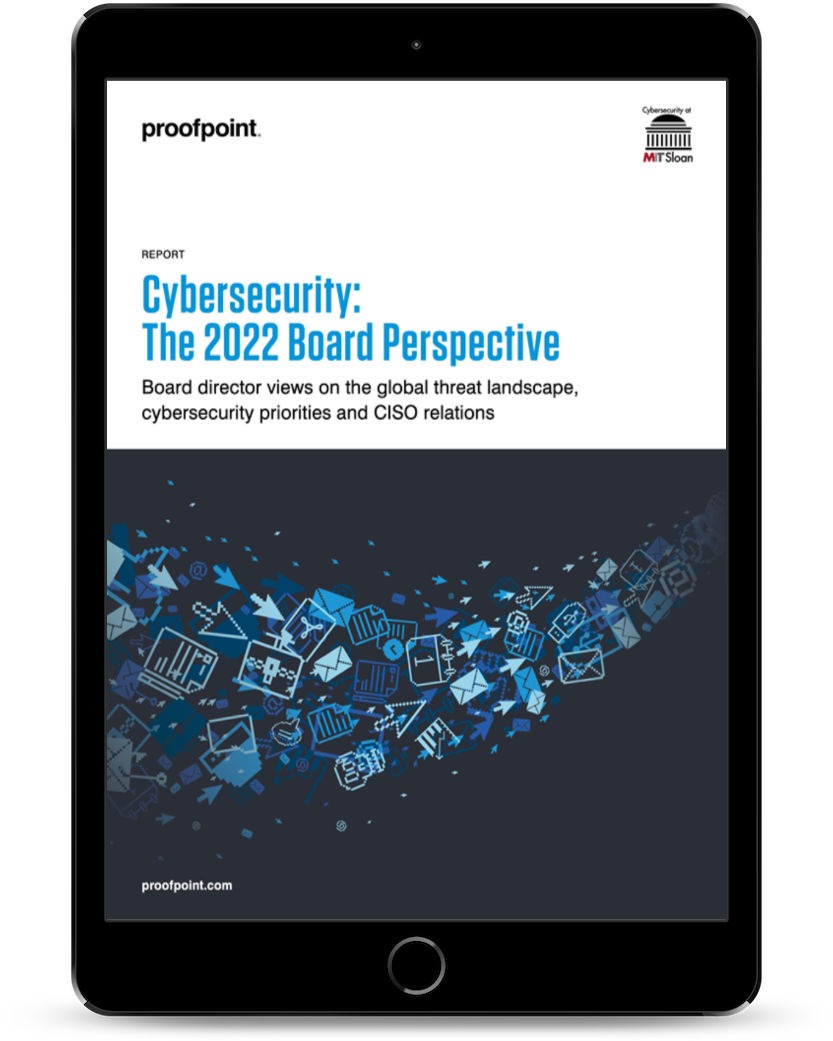 proofpoint.
Cybersecurity at
MIT Sloan
REPORT
Cybersecurity:
The 2022 Board Perspective
Board director views on the global threat landscape,
cybersecurity priorities and CISO relations
1
proofpoint.com